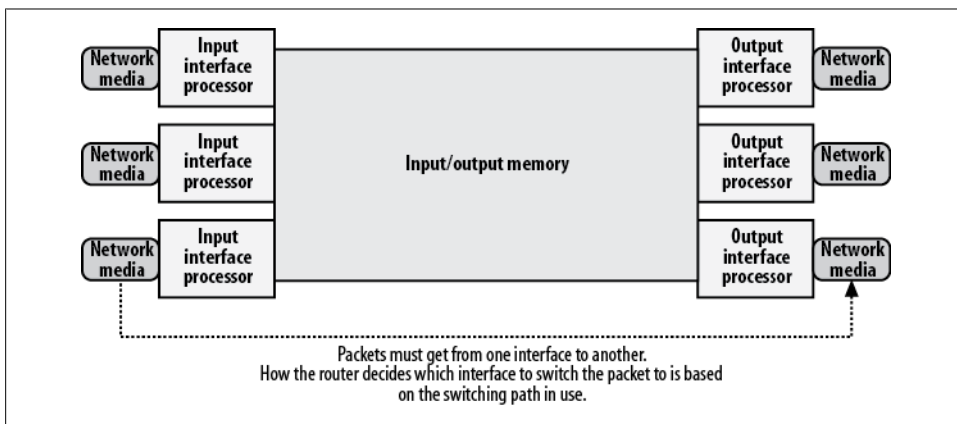 Network
media
Input
interface
processor
Output
interface
processor
Network
media
Network
media
Input
interface
processor
Input/output memory
Output
interface
processor
Network
media
Network
media
Input
interface
processor
Output
interface
processor
Network
media
Packets must get from one interface to another.
How the router decides which interface to switch the packet to is based
on the switching path in use.